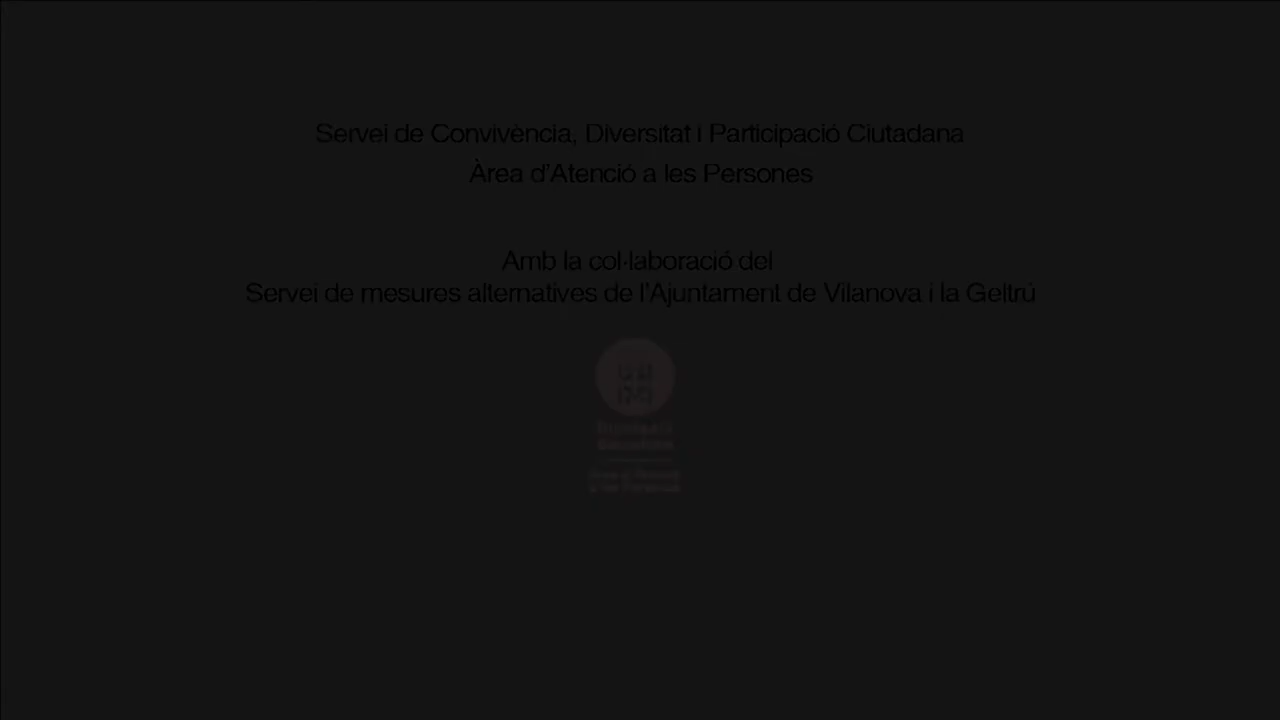 Servei de Convivència, Diversitat i Participació Ciutadana
Àrea d'Atenció a les Persones
Amb la col·laboració del
Servei de mesures alternatives de l'Ajuntament de Vilanova i la Geltrú